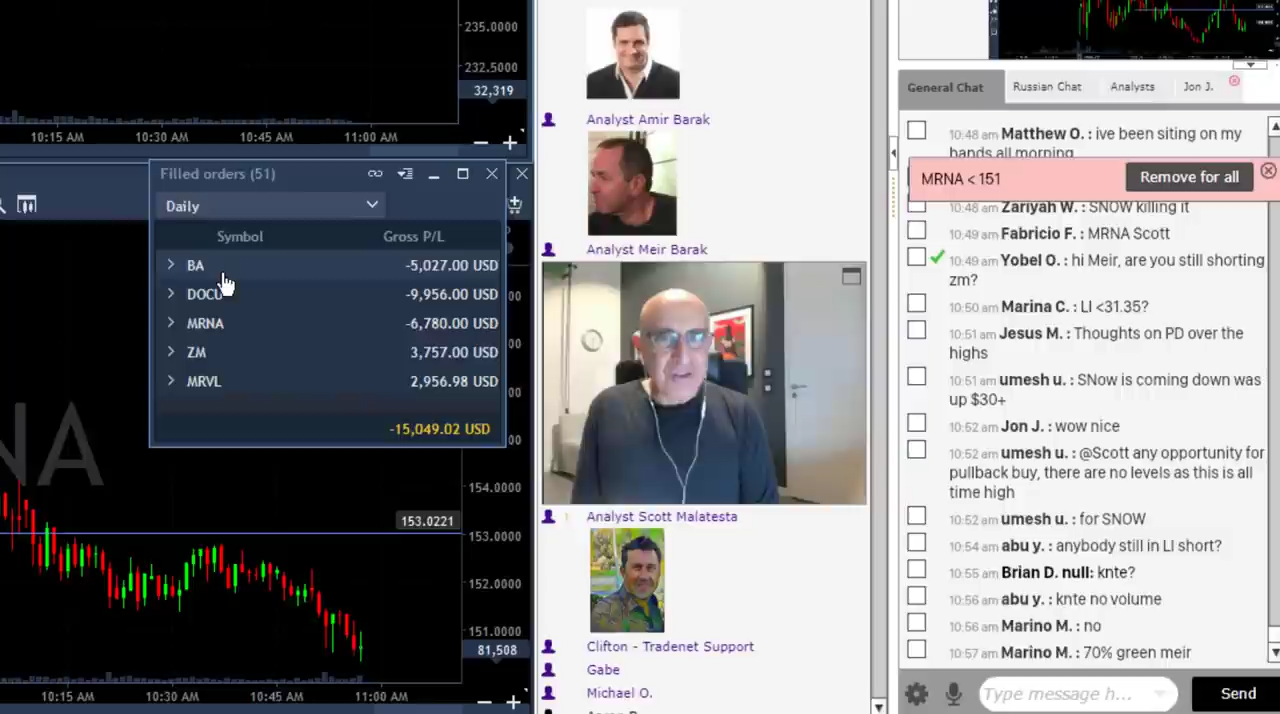 235.0000
232.5000
32,319
10:15 AM
10:30 AM
10:45 AM
11:00 AM
Filled orders (51)
Daily
Symbol
Gross P/L
BA
-5,027.00 USD
DOCU
-9,956.00 USD
MRNA
-6,780.00 USD
ZM
3,757.00 USD
MRVL
2,956.98 USD
-15,049.02 USD
NA
154.0000
153.0221
153.0000
152.0000
151.0000
81,508
10:15 AM
10:30 AM
10:45 AM
11:00 AM
Analyst Amir Barak
Analyst Meir Barak
Analyst Scott Malatesta
Clifton - Tradenet Support
Gabe
Michael O.
General Chat
Russian Chat
Analysts
Jon J.
10:48 am Matthew O. : ive been siting on my
hands all morning
MRNA < 151
Remove for all
10:48 am Zariyah W. : SNOW killing it
10:49 am Fabricio F. : MRNA Scott
10:49 am Yobel O. : hi Meir, are you still shorting
zm?
10:50 am Marina C. : LI <31.35?
10:51 am Jesus M. : Thoughts on PD over the
highs
10:51 am umesh u. : SNow is coming down was
up $30+
10:52 am Jon J. : wow nice
10:52 am umesh u. : @Scott any opportunity for
pullback buy, there are no levels as this is all
time high
10:52 am umesh u. : for SNOW
10:54 am abu y. : anybody still in LI short?
10:55 am Brian D. null: knte?
10:56 am abu y. : knte no volume
10:56 am Marino M. : no
10:57 am Marino M. : 70% green meir
Type message h...
Send